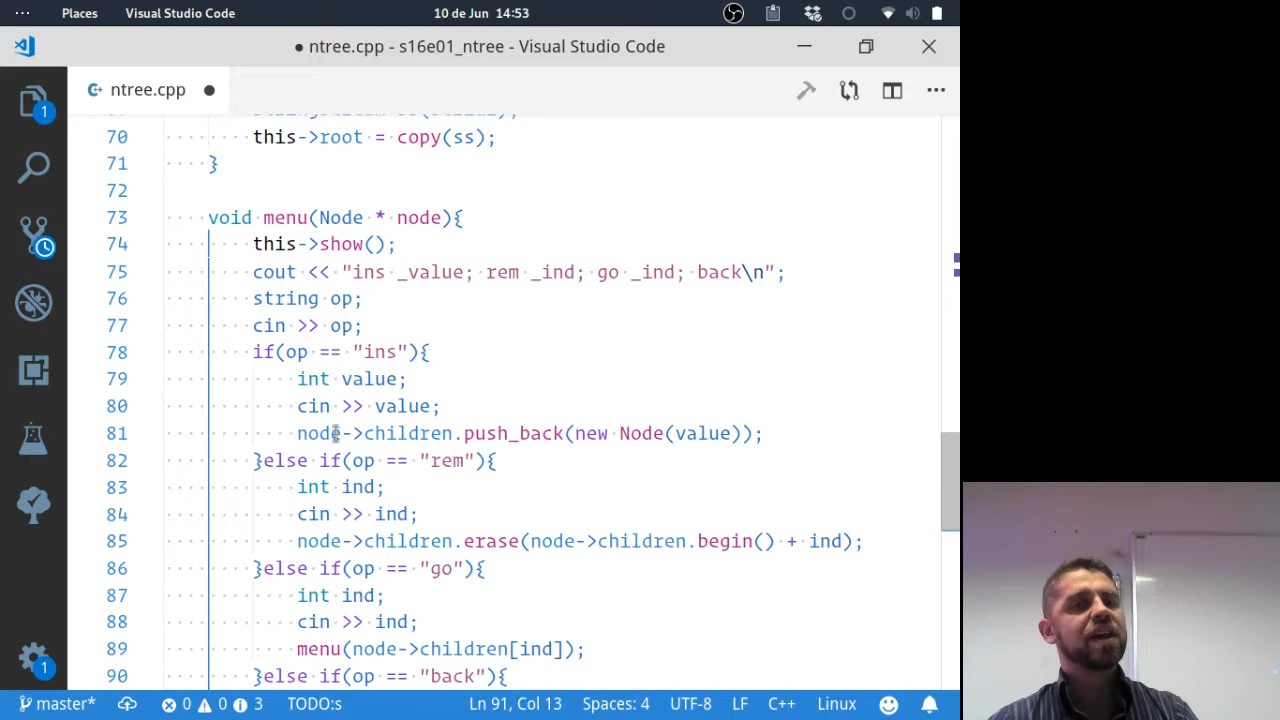 Places Visual Studio Code 10 de Jun 14:53
● ntree.cpp - s16e01_ntree - Visual Studio Code
ntree.cpp
70 this->root = copy(ss);
71 }
72
73 void menu(Node * node){
74 this->show();
75 cout << "ins _value; rem _ind; go _ind; back\n";
76 string op;
77 cin >> op;
78 if(op == "ins"){
79 int value;
80 cin >> value;
81 node->children.push_back(new Node(value));
82 }else if(op == "rem"){
83 int ind;
84 cin >> ind;
85 node->children.erase(node->children.begin() + ind);
86 }else if(op == "go"){
87 int ind;
88 cin >> ind;
89 menu(node->children[ind]);
90 }else if(op == "back"){
1
1
master* 0 0 3 TODO:s Ln 91, Col 13 Spaces: 4 UTF-8 LF C++ Linux